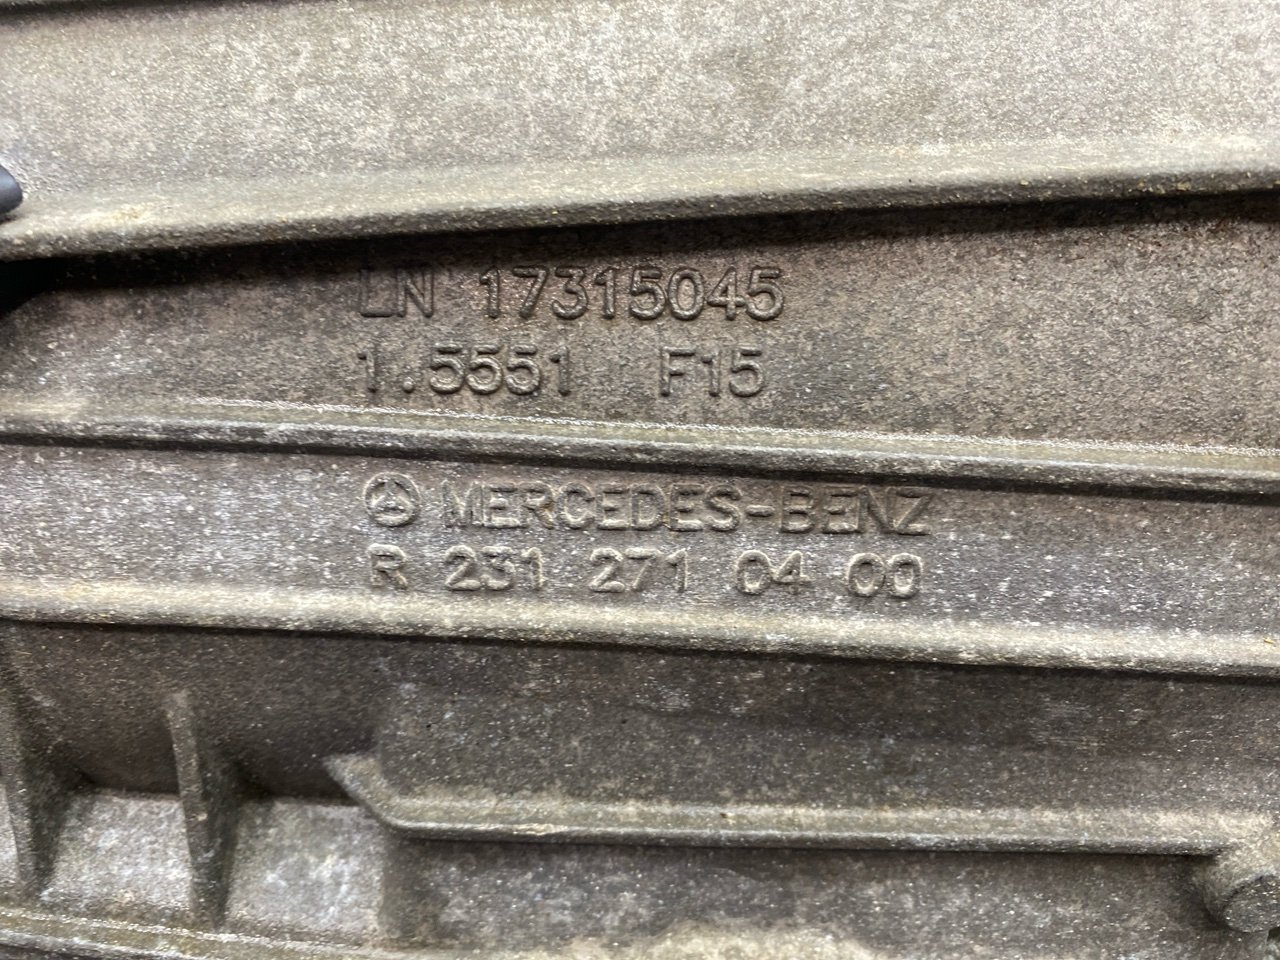 LN 17315045
1.5551 F15
MERCEDES-BENZ
R 231 271 04 00